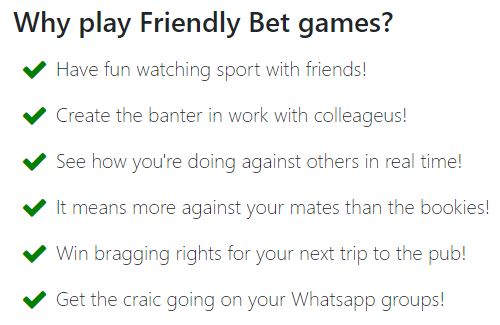 Why play Friendly Bet games?
Have fun watching sport with friends!
Create the banter in work with colleageus!
See how you're doing against others in real time!
It means more against your mates than the bookies!
Win bragging rights for your next trip to the pub!
Get the craic going on your Whatsapp groups!